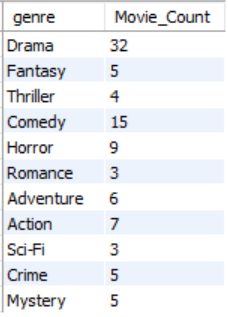 genre Movie_Count
Drama 32
Fantasy 5
Thriller 4
Comedy 15
Horror 9
Romance 3
Adventure 6
Action 7
Sci-Fi 3
Crime 5
Mystery 5